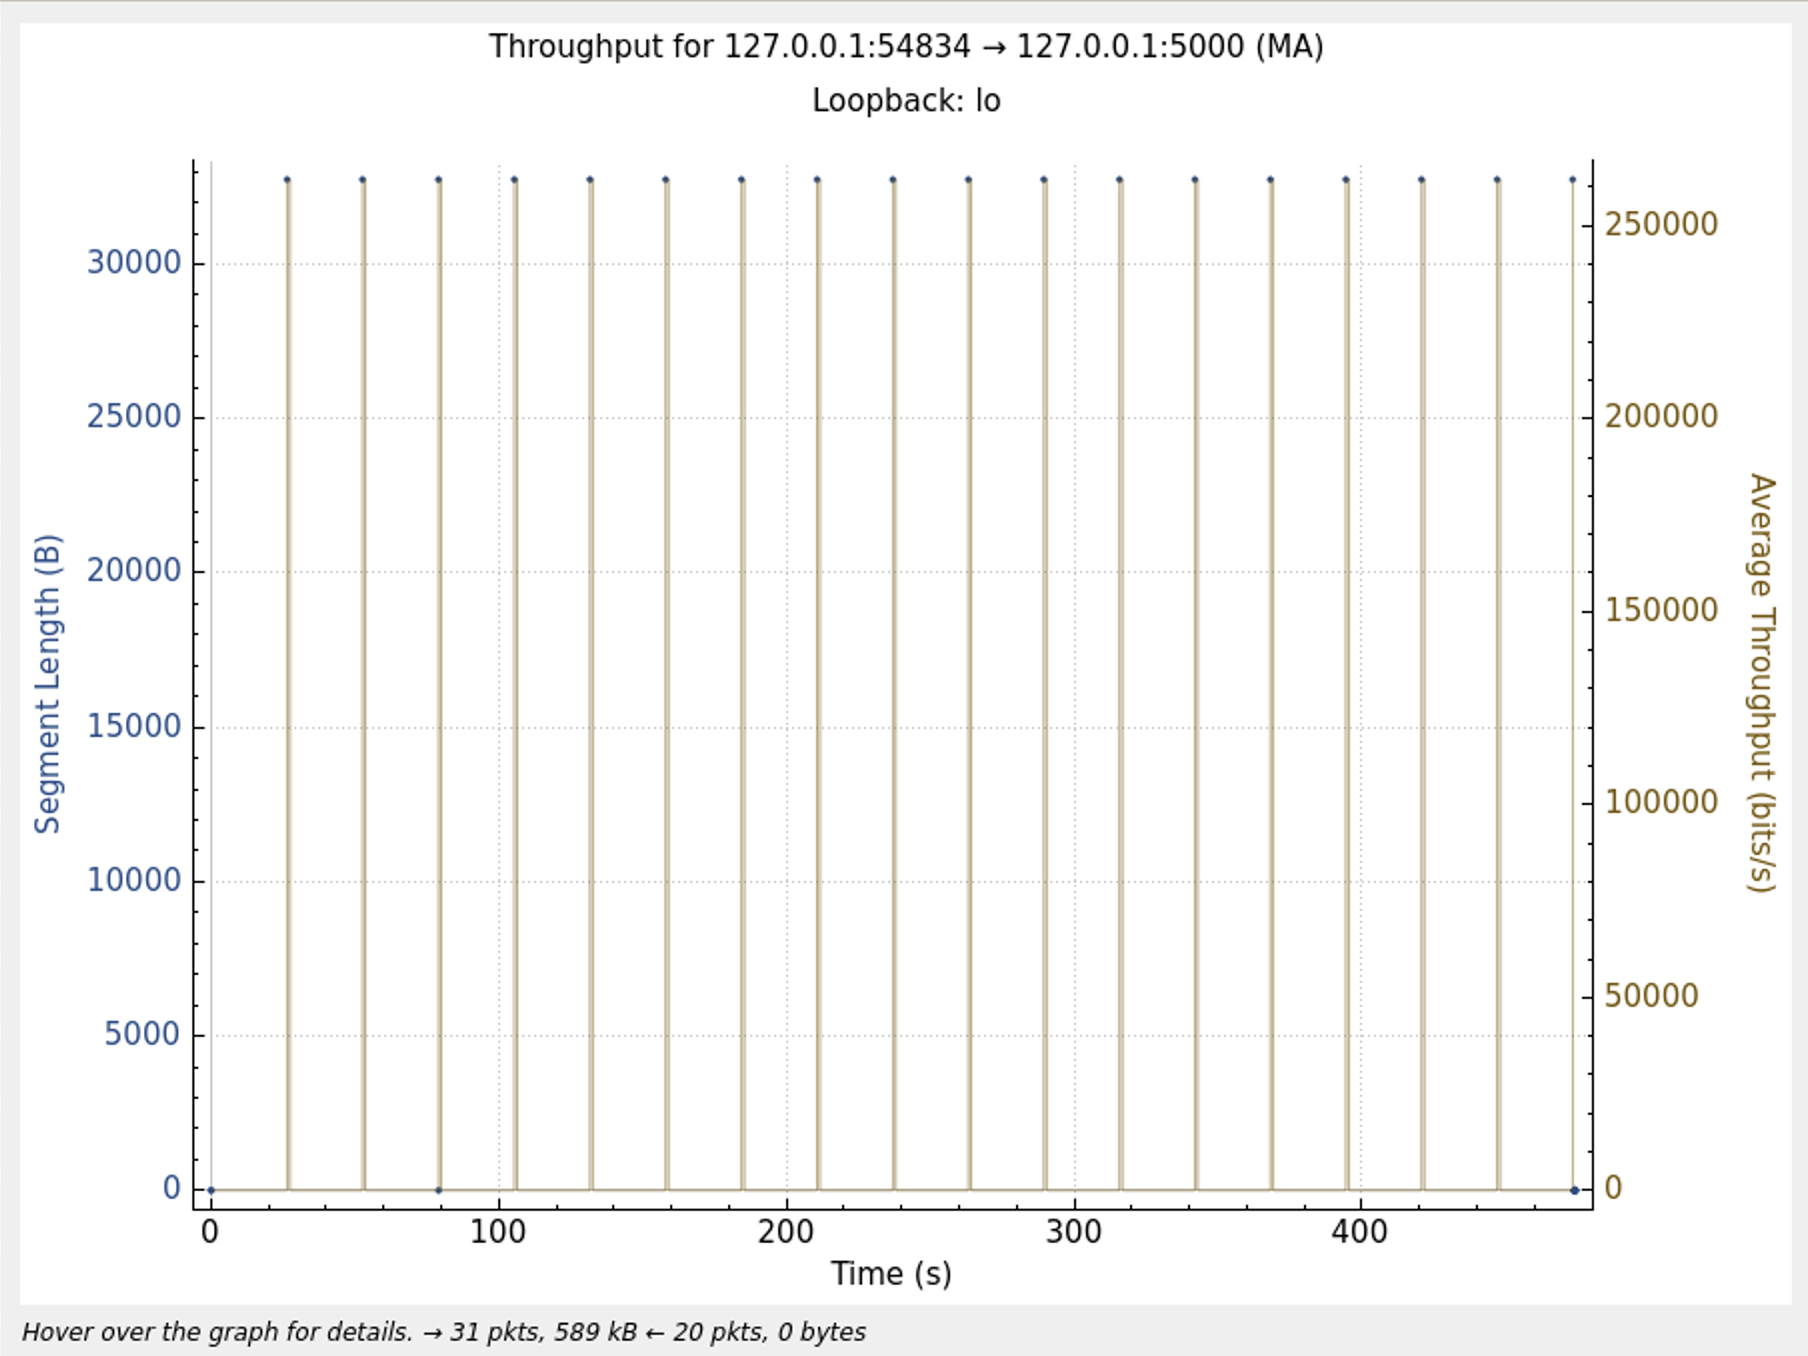 Throughput for 127.0.0.1:54834 → 127.0.0.1:5000 (MA)
Loopback: lo
Segment Length (B)
30000
25000
20000
15000
10000
5000
0
250000
200000
150000
100000
50000
0
Average Throughput (bits/s)
0 100 200 300 400
Time (s)
Hover over the graph for details. → 31 pkts, 589 kB ← 20 pkts, 0 bytes